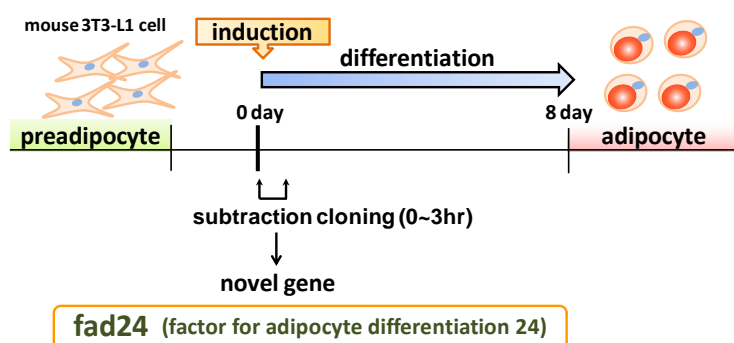 mouse 3T3-L1 cell
induction
differentiation
0 day
8 day
preadipocyte
adipocyte
subtraction cloning (0~3hr)
novel gene
fad24 (factor for adipocyte differentiation 24)